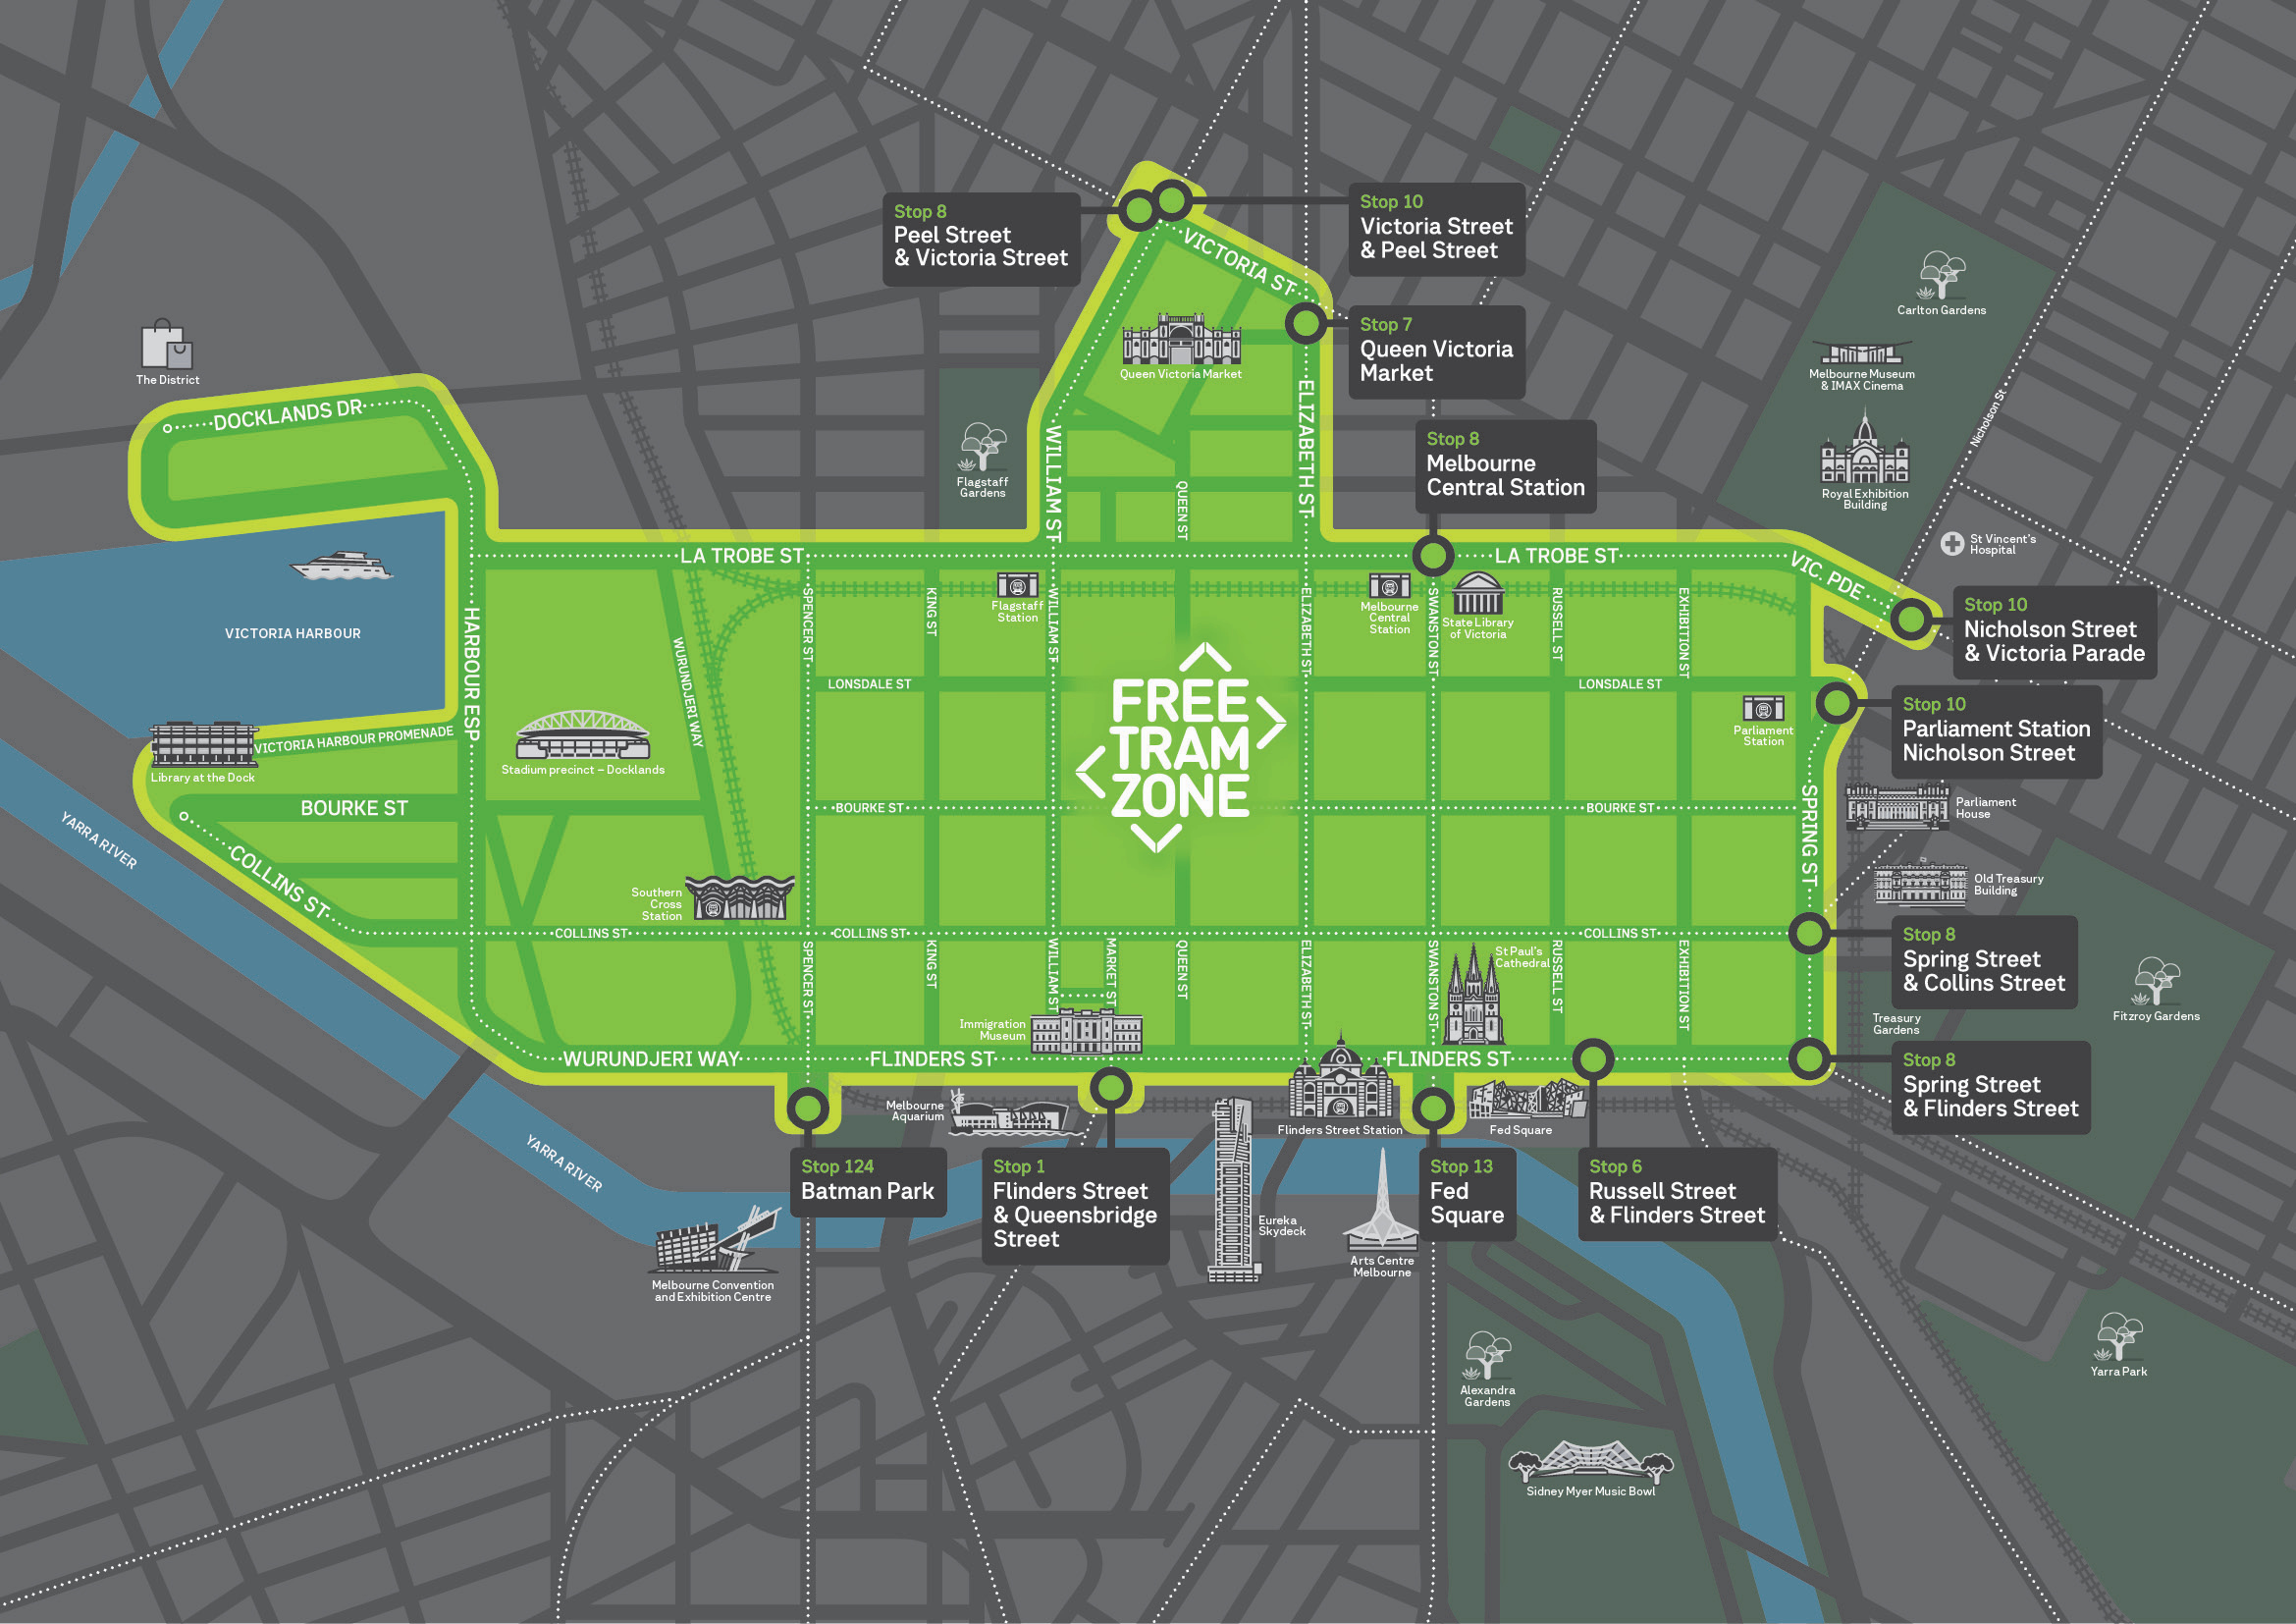 Stop 8
Peel Street
& Victoria Street
Stop 10
Victoria Street
& Peel Street
VICTORIA ST
Stop 7
Queen Victoria
Market
Queen Victoria Market
Carlton Gardens
Melbourne Museum
& IMAX Cinema
Nicholson St
Royal Exhibition
Building
St Vincent's
Hospital
The District
DOCKLANDS DR
Flagstaff
Gardens
WILLIAM ST
QUEEN ST
ELIZABETH ST
Stop 8
Melbourne
Central Station
LA TROBE ST
LA TROBE ST
VIC. PDE
Stop 10
Nicholson Street
& Victoria Parade
VICTORIA HARBOUR
HARBOUR ESP
WURUNDJERI WAY
SPENCER ST
KING ST
Flagstaff
Station
WILLIAM ST
ELIZABETH ST
Melbourne
Central
Station
SWANSTON ST
State Library
of Victoria
RUSSELL ST
EXHIBITION ST
LONSDALE ST
LONSDALE ST
FREE
TRAM
ZONE
Parliament
Station
Stop 10
Parliament Station
Nicholson Street
VICTORIA HARBOUR PROMENADE
Library at the Dock
Stadium precinct – Docklands
BOURKE ST
BOURKE ST
BOURKE ST
SPRING ST
Parliament
House
YARRA RIVER
COLLINS ST
Southern
Cross
Station
Old Treasury
Building
COLLINS ST
COLLINS ST
COLLINS ST
Stop 8
Spring Street
& Collins Street
SPENCER ST
KING ST
WILLIAM ST
MARKET ST
QUEEN ST
ELIZABETH ST
SWANSTON ST
St Paul's
Cathedral
RUSSELL ST
EXHIBITION ST
Treasury
Gardens
Fitzroy Gardens
Immigration
Museum
WURUNDJERI WAY
FLINDERS ST
FLINDERS ST
Stop 8
Spring Street
& Flinders Street
Melbourne
Aquarium
Flinders Street Station
Fed Square
YARRA RIVER
Stop 124
Batman Park
Stop 1
Flinders Street
& Queensbridge
Street
Stop 13
Fed
Square
Stop 6
Russell Street
& Flinders Street
Eureka
Skydeck
Arts Centre
Melbourne
Melbourne Convention
and Exhibition Centre
Alexandra
Gardens
Yarra Park
Sidney Myer Music Bowl